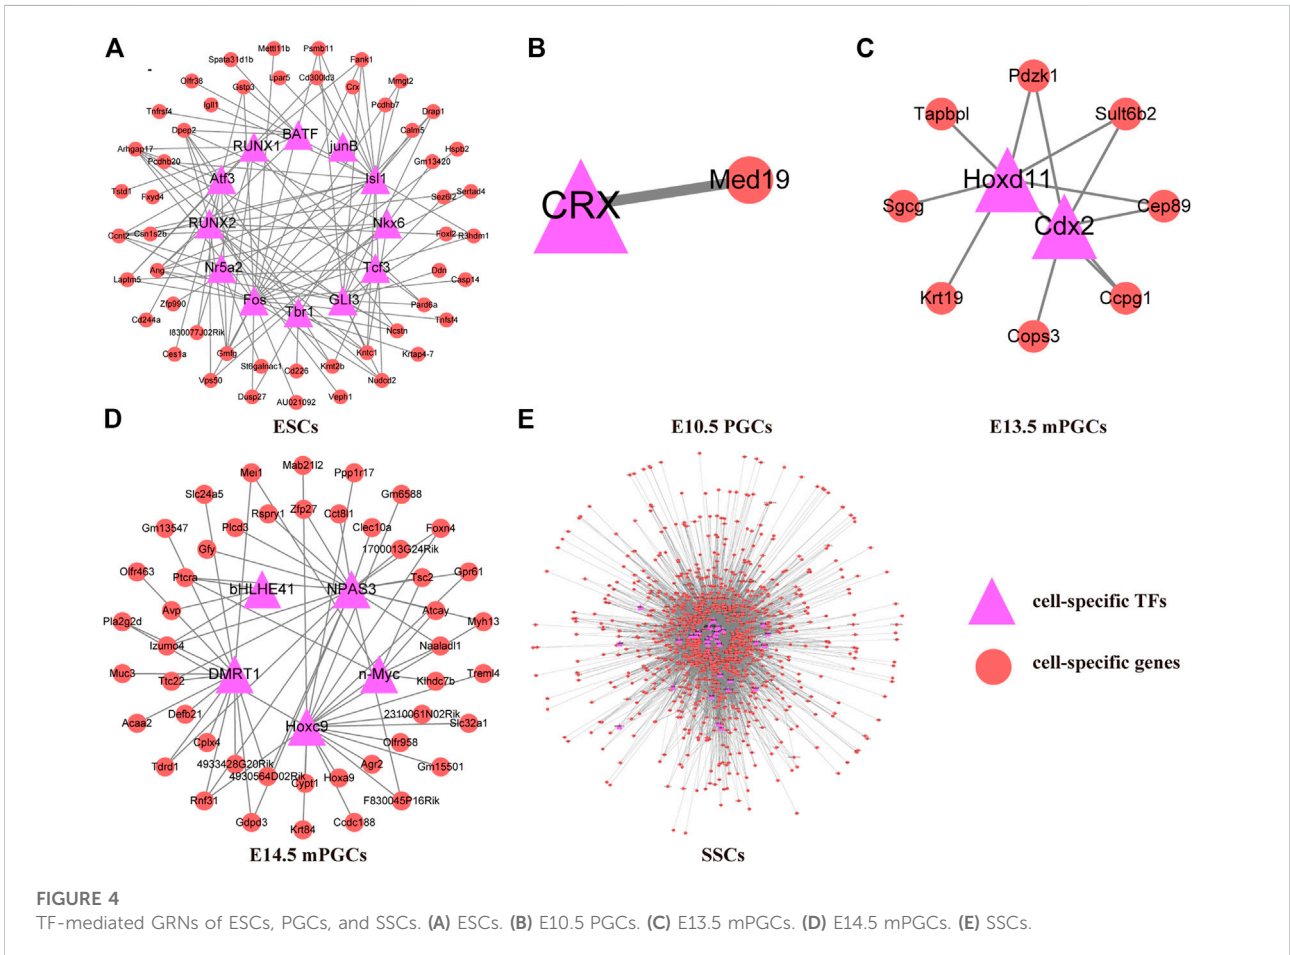 A
B
C
Mettl11b
Psmb11
Spata31d1b
Fank1
Olfr38
Lpar5
Cd300ld3
Mmgt2
Gstp3
Crx
Igll1
Pcdhb7
Tnfrsf4
Drap1
Dpep2
BATF
Calm5
RUNX1
junB
Arhgap17
Hspb2
Pcdhb20
Gm13420
Atf3
Isl1
Tstd1
Fxyd4
Sez6l2
Sertad4
RUNX2
Nkx6
Ccnt2
Csn1s2b
Foxl2
R3hdm1
Nr5a2
Tcf3
Ang
Ddn
Laptm5
Casp14
Fos
GLI3
Zfp990
Tbr1
Pard6a
Cd244a
Tnfsf4
I830077J02Rik
Ncstn
Ces1a
Gmfg
Kntc1
Krtap4-7
St6galnac1
Cd226
Kmt2b
Vps50
Nudcd2
Dusp27
AU021092
Veph1
ESCs
CRX
Med19
E10.5 PGCs
Pdzk1
Tapbpl
Sult6b2
Hoxd11
Sgcg
Cep89
Cdx2
Krt19
Ccpg1
Cops3
E13.5 mPGCs
D
E
Mab21l2
Mei1
Ppp1r17
Slc24a5
Gm6588
Rspry1
Zfp27
Cct8l1
Gm13547
Plcd3
Clec10a
Foxn4
Gfy
1700013G24Rik
Olfr463
Ptcra
Tsc2
Gpr61
bHLHE41
NPAS3
Avp
Atcay
Pla2g2d
Myh13
Izumo4
Naaladl1
Muc3
Ttc22
DMRT1
n-Myc
Klhdc7b
Treml4
Acaa2
Defb21
Hoxc9
2310061N02Rik
Slc32a1
Cplx4
Olfr958
Tdrd1
4933428G20Rik
Agr2
Gm15501
4930564D02Rik
Cypt1
Hoxa9
Rnf31
F830045P16Rik
Gdpd3
Krt84
Ccdc188
E14.5 mPGCs
SSCs
cell-specific TFs
cell-specific genes
FIGURE 4
TF-mediated GRNs of ESCs, PGCs, and SSCs. (A) ESCs. (B) E10.5 PGCs. (C) E13.5 mPGCs. (D) E14.5 mPGCs. (E) SSCs.